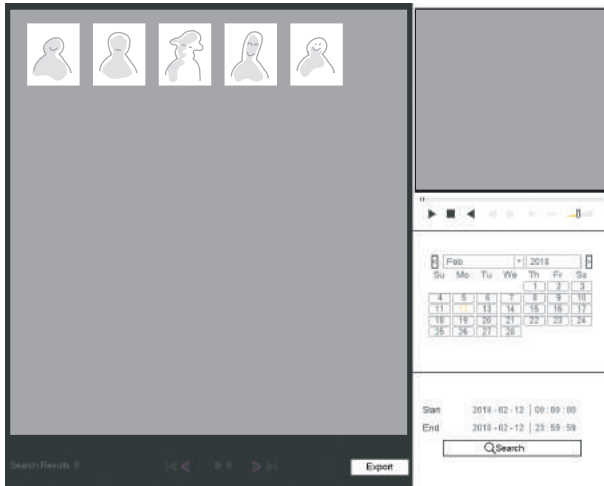 Feb 2018
Su Mo Tu We Th Fr Sa
1 2 3
4 5 6 7 8 9 10
11 12 13 14 15 16 17
18 19 20 21 22 23 24
25 26 27 28
Start 2018-02-12 00:00:00
End 2018-02-12 23:59:59
Search
Search Results 0
Export